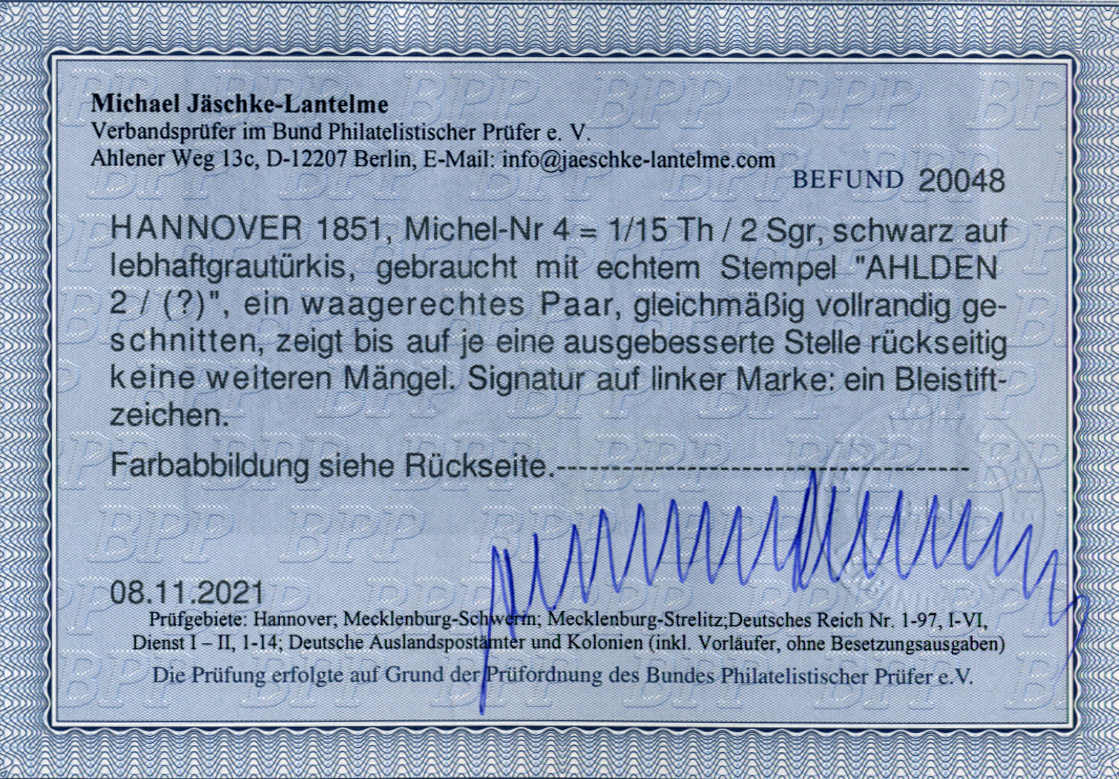 Michael Jäschke-Lantelme
Verbandsprüfer im Bund Philatelistischer Prüfer e. V.
Ahlener Weg 13c, D-12207 Berlin, E-Mail: info@jaeschke-lantelme.com
BEFUND 20048
HANNOVER 1851, Michel-Nr 4 = 1/15 Th / 2 Sgr, schwarz auf
lebhaftgrautürkis, gebraucht mit echtem Stempel "AHLDEN
2 / (?)", ein waagerechtes Paar, gleichmäßig vollrandig ge-
schnitten, zeigt bis auf je eine ausgebesserte Stelle rückseitig
keine weiteren Mängel. Signatur auf linker Marke: ein Bleistift-
zeichen.
Farbabbildung siehe Rückseite.------------------------------------
08.11.2021
Prüfgebiete: Hannover; Mecklenburg-Schwerin; Mecklenburg-Strelitz;Deutsches Reich Nr. 1-97, I-VI,
Dienst I – II, 1-14; Deutsche Auslandspostämter und Kolonien (inkl. Vorläufer, ohne Besetzungsausgaben)
Die Prüfung erfolgte auf Grund der Prüfordnung des Bundes Philatelistischer Prüfer e.V.